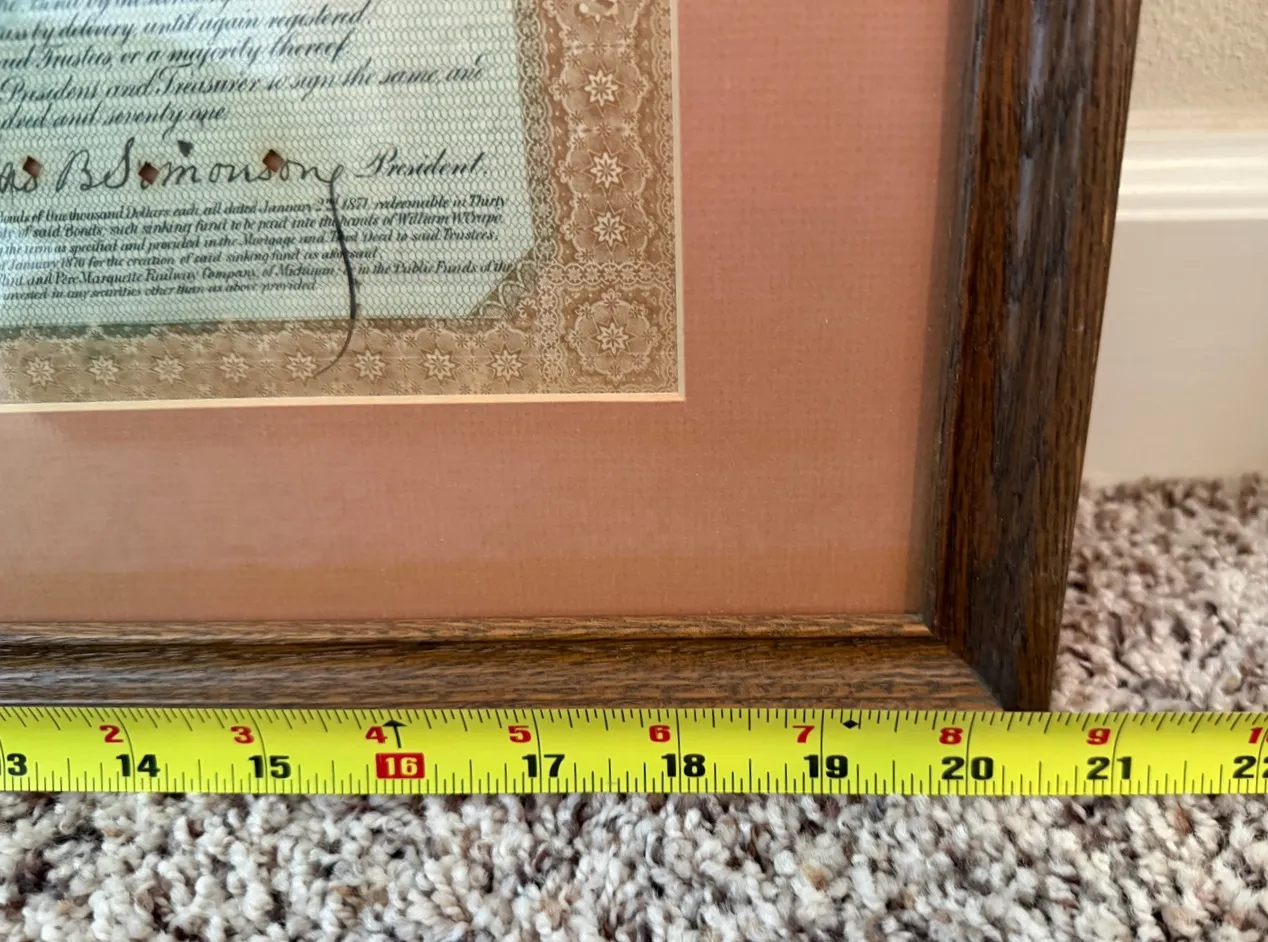 by delivery, until again registered.
and Trustees, or a majority thereof.
President and Treasurer to sign the same, and
and seventy one.
B Simonson President.
Bonds of One thousand Dollars each, all dated January 2nd 1871, redeemable in Thirty
of said Bonds, such sinking fund to be paid into the hands of William W. Crapo,
the term as specified and provided in the Mortgage and Trust Deed to said Trustees,
of January 1876 for the creation of said sinking fund as aforesaid
Flint and Pere Marquette Railway Company, of Michigan in the Public Funds of the
invested in any securities other than as above provided
2 3 4 5 6 7 8 9 1
3 14 15 16 17 18 19 20 21 22